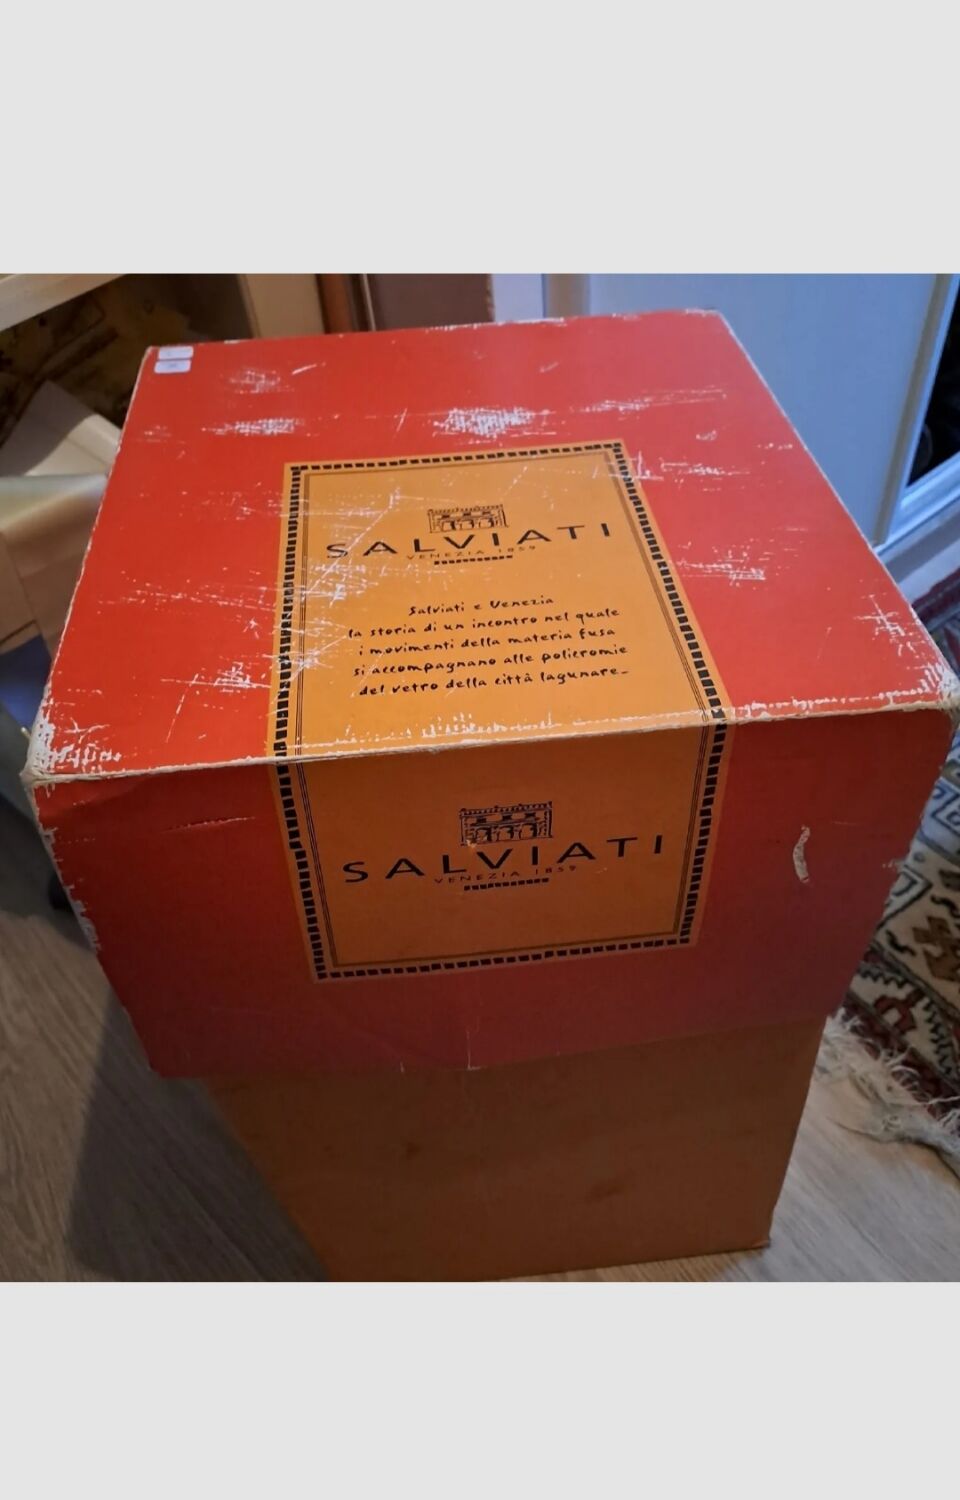 SALVIATI
VENEZIA 1859
Salviati e Venezia
la storia di un incontro nel quale
i movimenti della materia fusa
si accompagnano alle policromie
del vetro della città lagunare_
SALVIATI
VENEZIA 1859